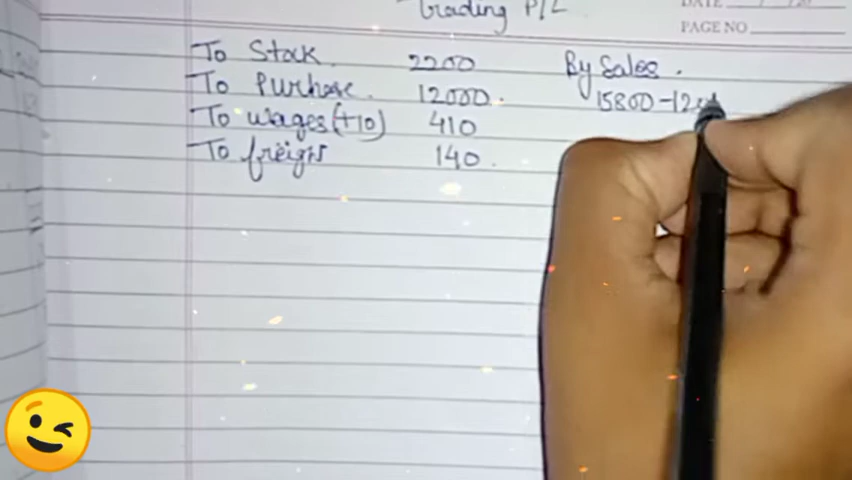 Trading P/L
DATE / /20
PAGE NO
To Stock 2200 By Sales.
To Purchase. 12000. 15800-12
To wages(+10) 410
To freight 140.